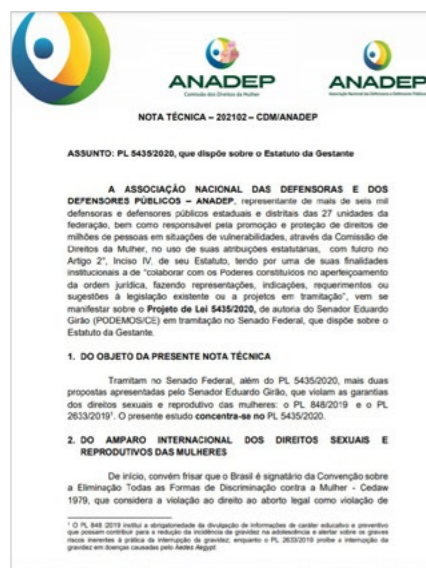 ANADEP
Comissão dos Direitos da Mulher
ANADEP
Associação Nacional das Defensoras e Defensores Públicos
NOTA TÉCNICA – 202102 – CDM/ANADEP
ASSUNTO: PL 5435/2020, que dispõe sobre o Estatuto da Gestante
A ASSOCIAÇÃO NACIONAL DAS DEFENSORAS E DOS
DEFENSORES PÚBLICOS – ANADEP, representante de mais de seis mil
defensoras e defensores públicos estaduais e distritais das 27 unidades da
federação, bem como responsável pela promoção e proteção de direitos de
milhões de pessoas em situações de vulnerabilidades, através da Comissão de
Direitos da Mulher, no uso de suas atribuições estatutárias, com fulcro no
Artigo 2°, Inciso IV. de seu Estatuto, tendo por uma de suas finalidades
institucionais a de "colaborar com os Poderes constituídos no aperfeiçoamento
da ordem jurídica, fazendo representações, indicações, requerimentos ou
sugestões à legislação existente ou a projetos em tramitação", vem se
manifestar sobre o Projeto de Lei 5435/2020, de autoria do Senador Eduardo
Girão (PODEMOS/CE) em tramitação no Senado Federal, que dispõe sobre o
Estatuto da Gestante.
1. DO OBJETO DA PRESENTE NOTA TÉCNICA
Tramitam no Senado Federal, além do PL 5435/2020, mais duas
propostas apresentadas pelo Senador Eduardo Girão, que violam as garantias
dos direitos sexuais e reprodutivo das mulheres: o PL 848/2019 e o PL
2633/2019¹. O presente estudo concentra-se no PL 5435/2020.
2. DO AMPARO INTERNACIONAL DOS DIREITOS SEXUAIS E
REPRODUTIVOS DAS MULHERES
De início, convém frisar que o Brasil é signatário da Convenção sobre
a Eliminação Todas as Formas de Discriminação contra a Mulher - Cedaw
1979, que considera a violação ao direito ao aborto legal como violação de
¹ O PL 848 /2019 institui a obrigatoriedade da divulgação de informações de caráter educativo e preventivo
que possam contribuir para a redução da incidência de gravidez na adolescência e alertar sobre os graves
riscos inerentes à prática da interrupção da gravidez; enquanto o PL 2633/2019 proíbe a interrupção da
gravidez em doenças causadas pelo Aedes Aegypt.